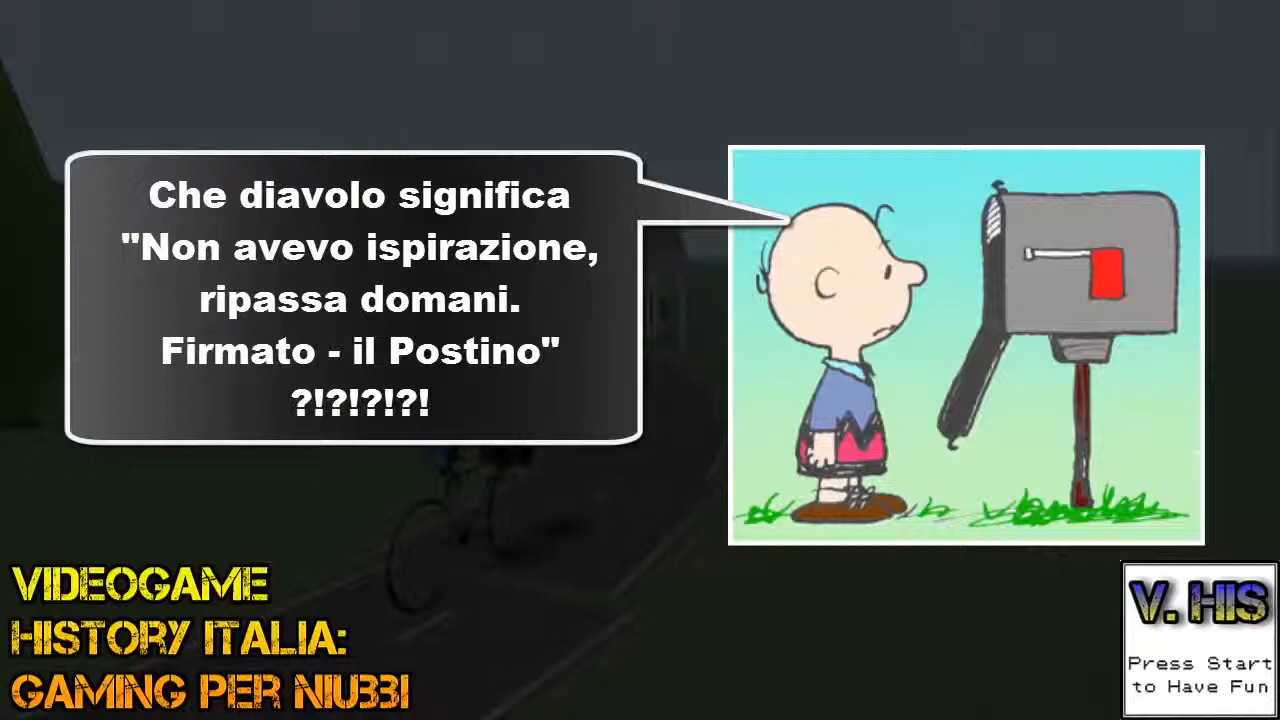 Che diavolo significa
"Non avevo ispirazione,
ripassa domani.
Firmato - il Postino"
?!?!?!?!
VIDEOGAME
HISTORY ITALIA:
GAMING PER NIUBBI
V. HIS
Press Start
to Have Fun